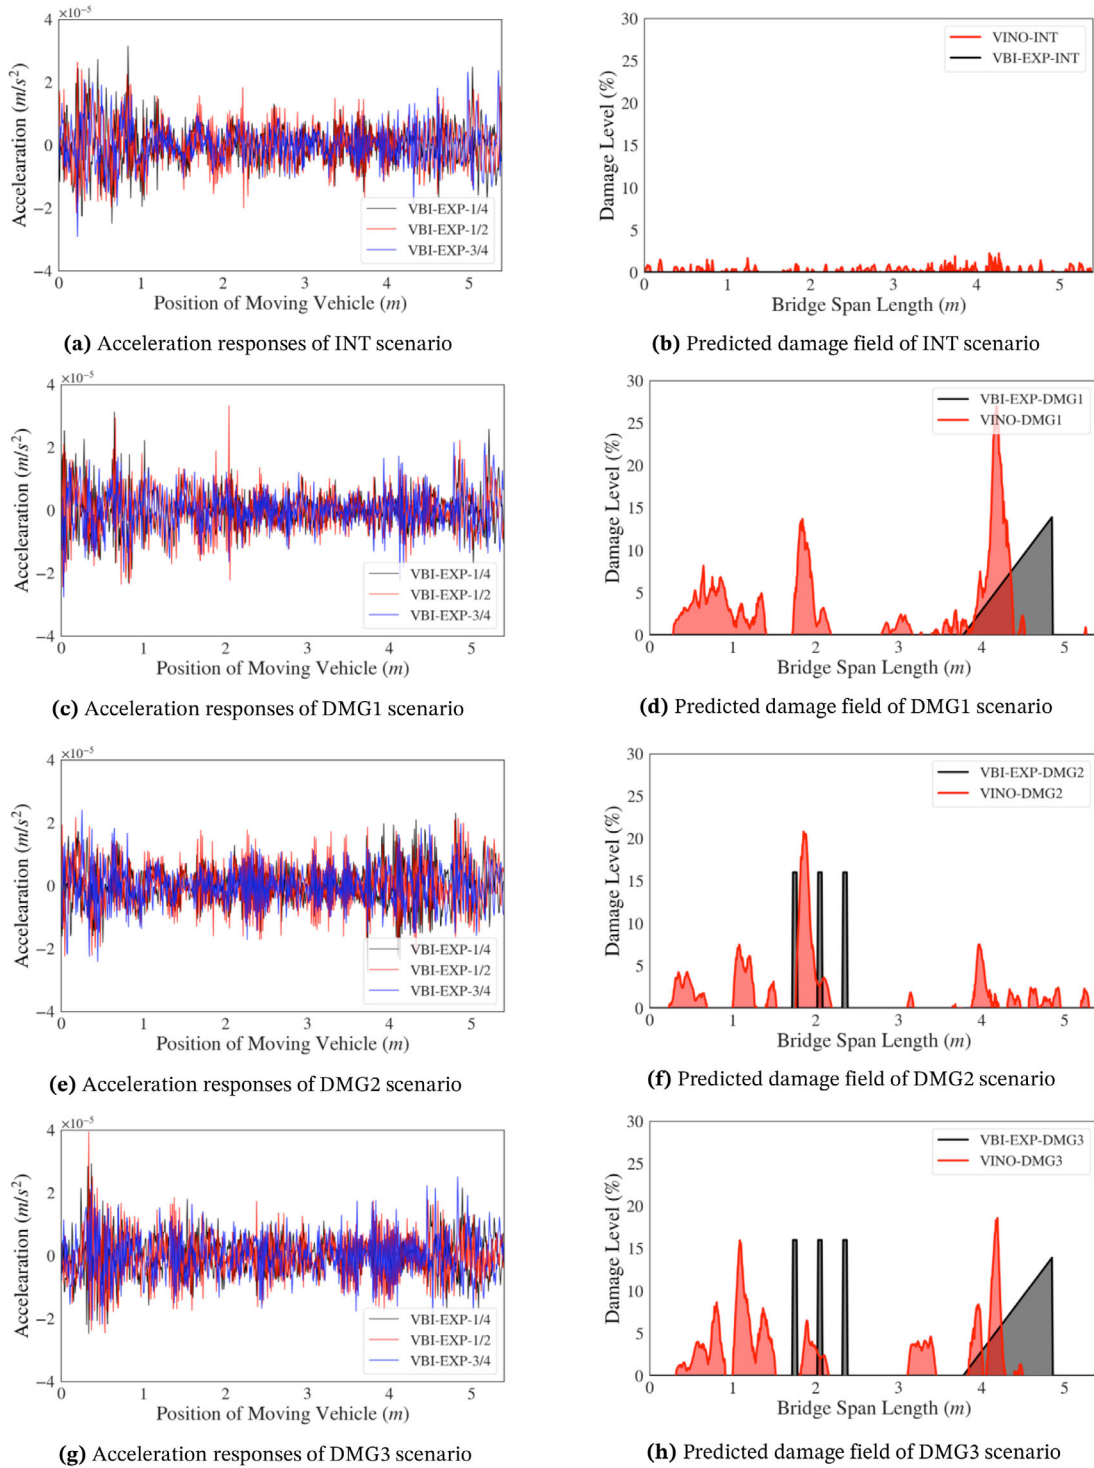 ×10⁻⁵
4
2
0
−2
−4
Accelearation (m/s²)
VBI-EXP-1/4
VBI-EXP-1/2
VBI-EXP-3/4
0 1 2 3 4 5
Position of Moving Vehicle (m)
(a) Acceleration responses of INT scenario
30
25
20
15
10
5
0
Damage Level (%)
VINO-INT
VBI-EXP-INT
0 1 2 3 4 5
Bridge Span Length (m)
(b) Predicted damage field of INT scenario
×10⁻⁵
4
2
0
−2
−4
Accelearation (m/s²)
VBI-EXP-1/4
VBI-EXP-1/2
VBI-EXP-3/4
0 1 2 3 4 5
Position of Moving Vehicle (m)
(c) Acceleration responses of DMG1 scenario
30
25
20
15
10
5
0
Damage Level (%)
VBI-EXP-DMG1
VINO-DMG1
0 1 2 3 4 5
Bridge Span Length (m)
(d) Predicted damage field of DMG1 scenario
×10⁻⁵
4
2
0
−2
−4
Accelearation (m/s²)
VBI-EXP-1/4
VBI-EXP-1/2
VBI-EXP-3/4
0 1 2 3 4 5
Position of Moving Vehicle (m)
(e) Acceleration responses of DMG2 scenario
30
25
20
15
10
5
0
Damage Level (%)
VBI-EXP-DMG2
VINO-DMG2
0 1 2 3 4 5
Bridge Span Length (m)
(f) Predicted damage field of DMG2 scenario
×10⁻⁵
4
2
0
−2
−4
Accelearation (m/s²)
VBI-EXP-1/4
VBI-EXP-1/2
VBI-EXP-3/4
0 1 2 3 4 5
Position of Moving Vehicle (m)
(g) Acceleration responses of DMG3 scenario
30
25
20
15
10
5
0
Damage Level (%)
VBI-EXP-DMG3
VINO-DMG3
0 1 2 3 4 5
Bridge Span Length (m)
(h) Predicted damage field of DMG3 scenario